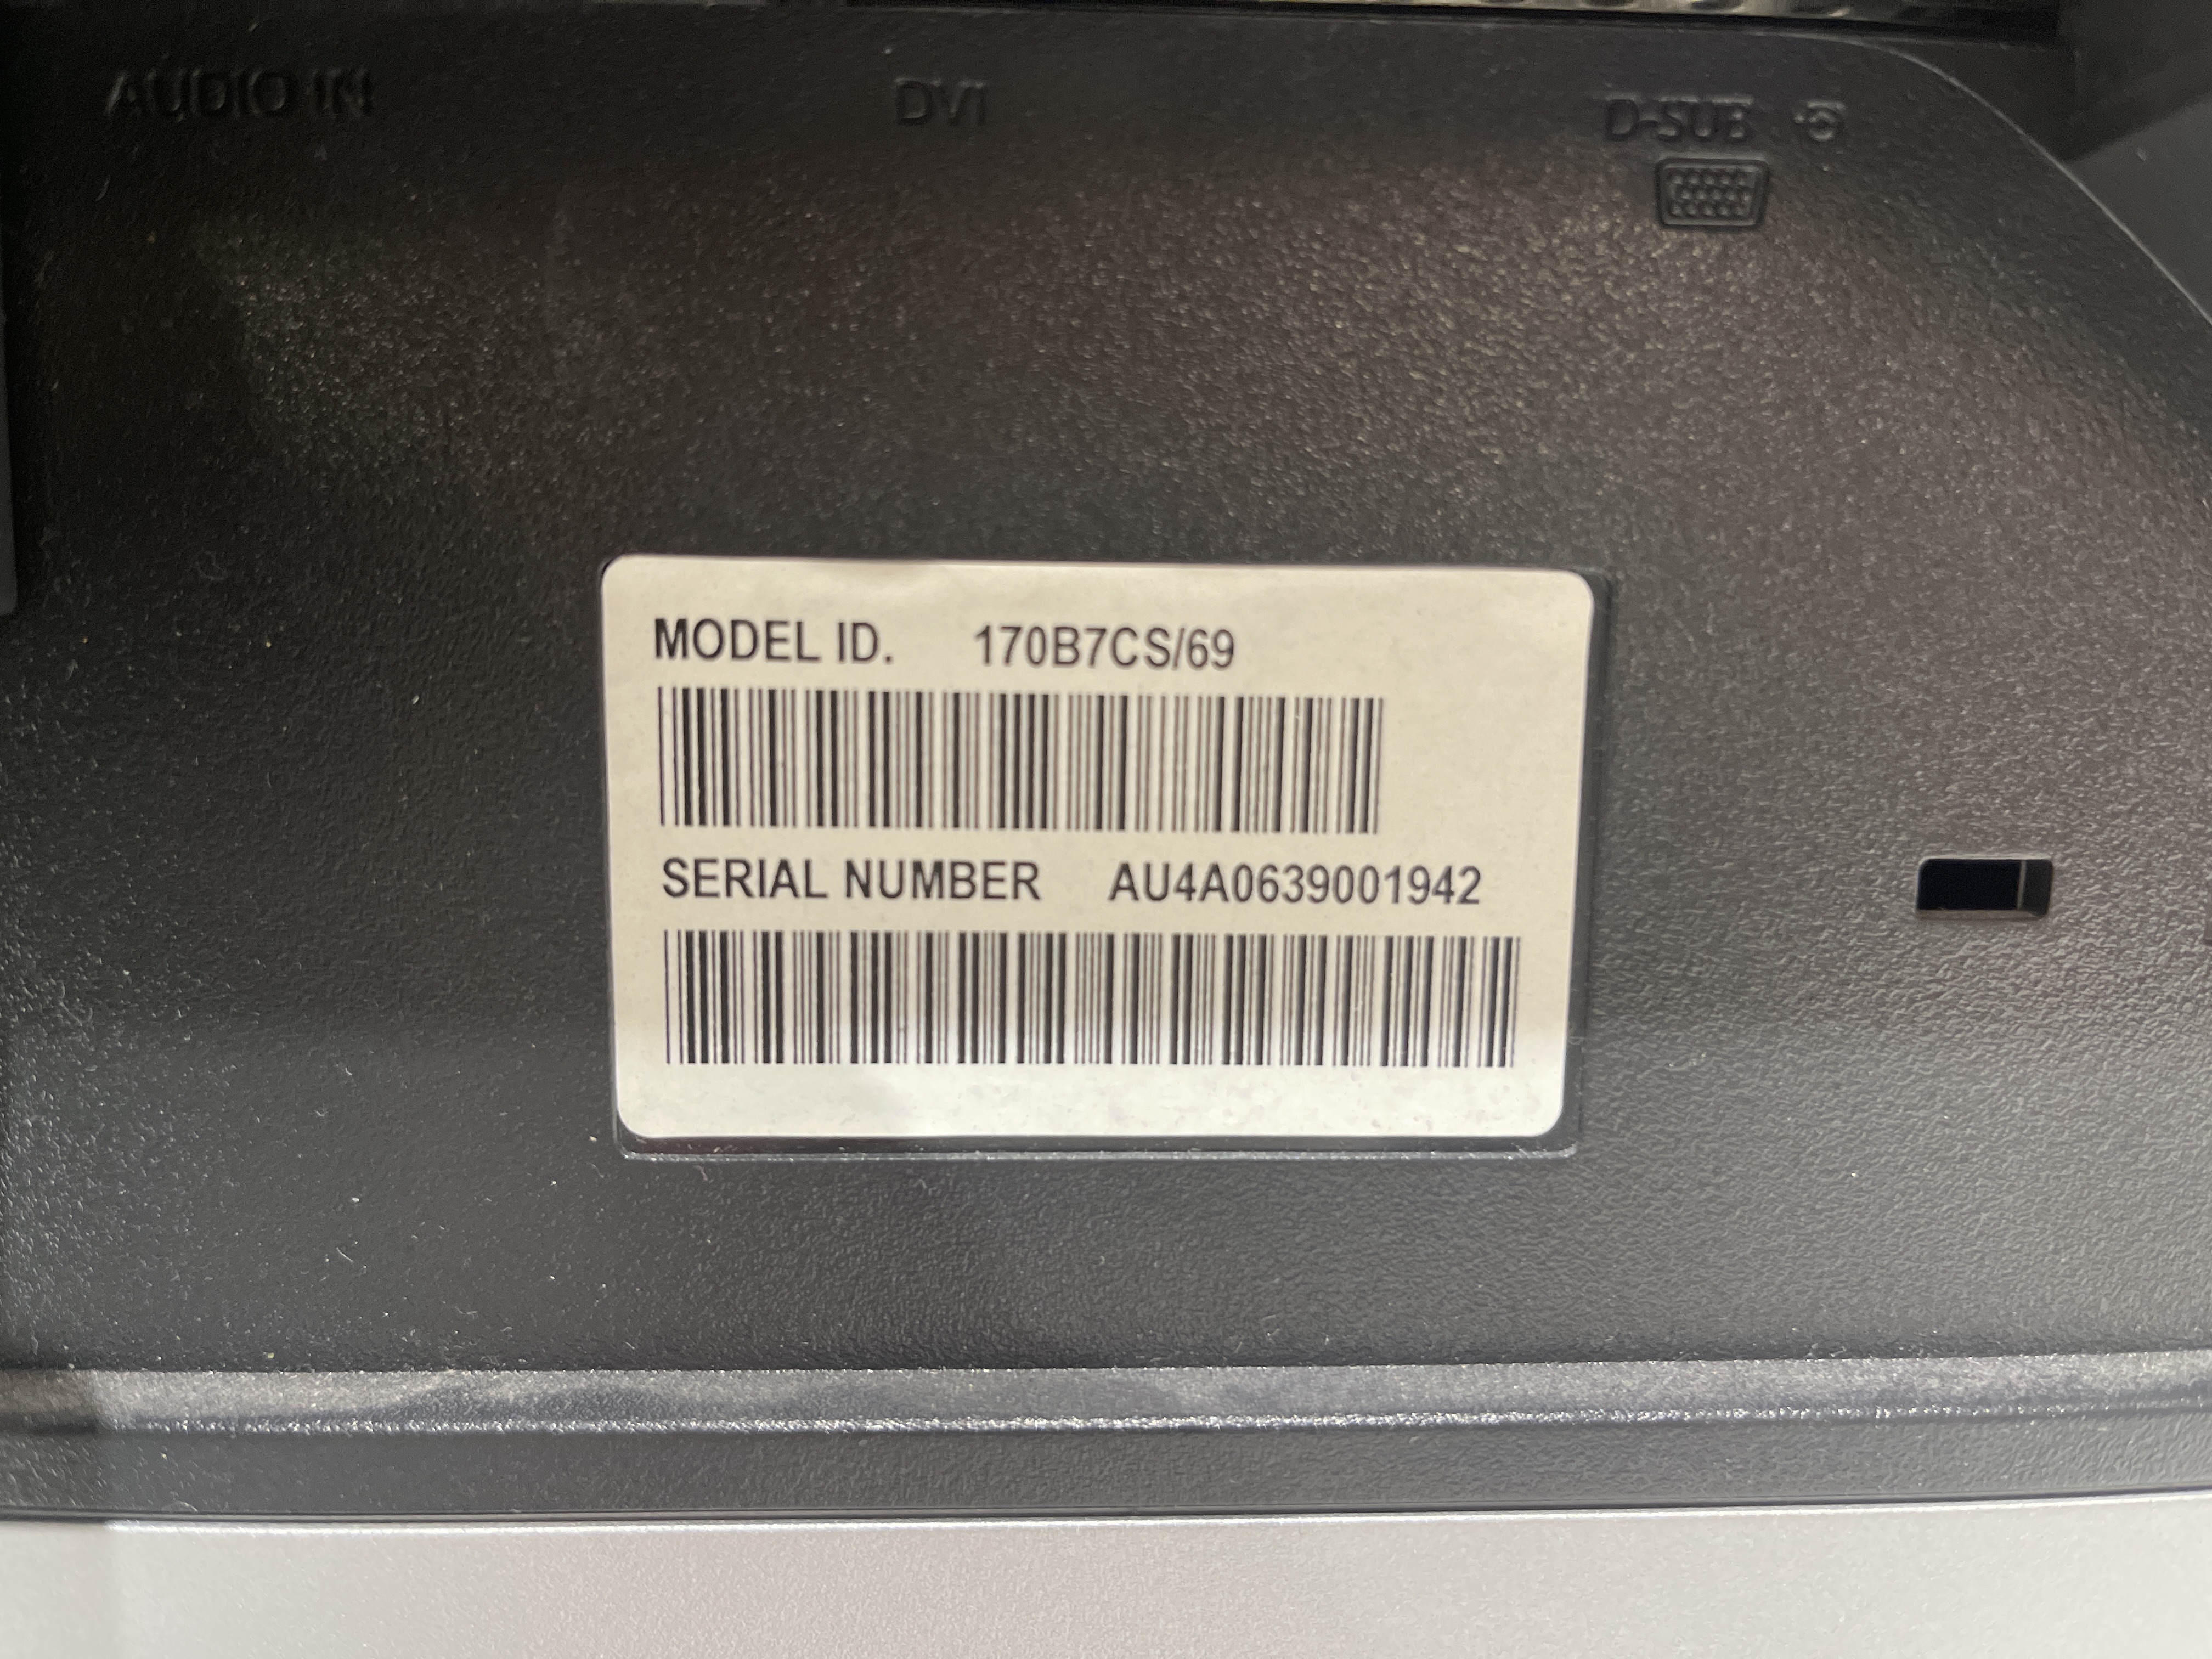 AUDIO IN DVI D-SUB
MODEL ID. 170B7CS/69
SERIAL NUMBER AU4A0639001942